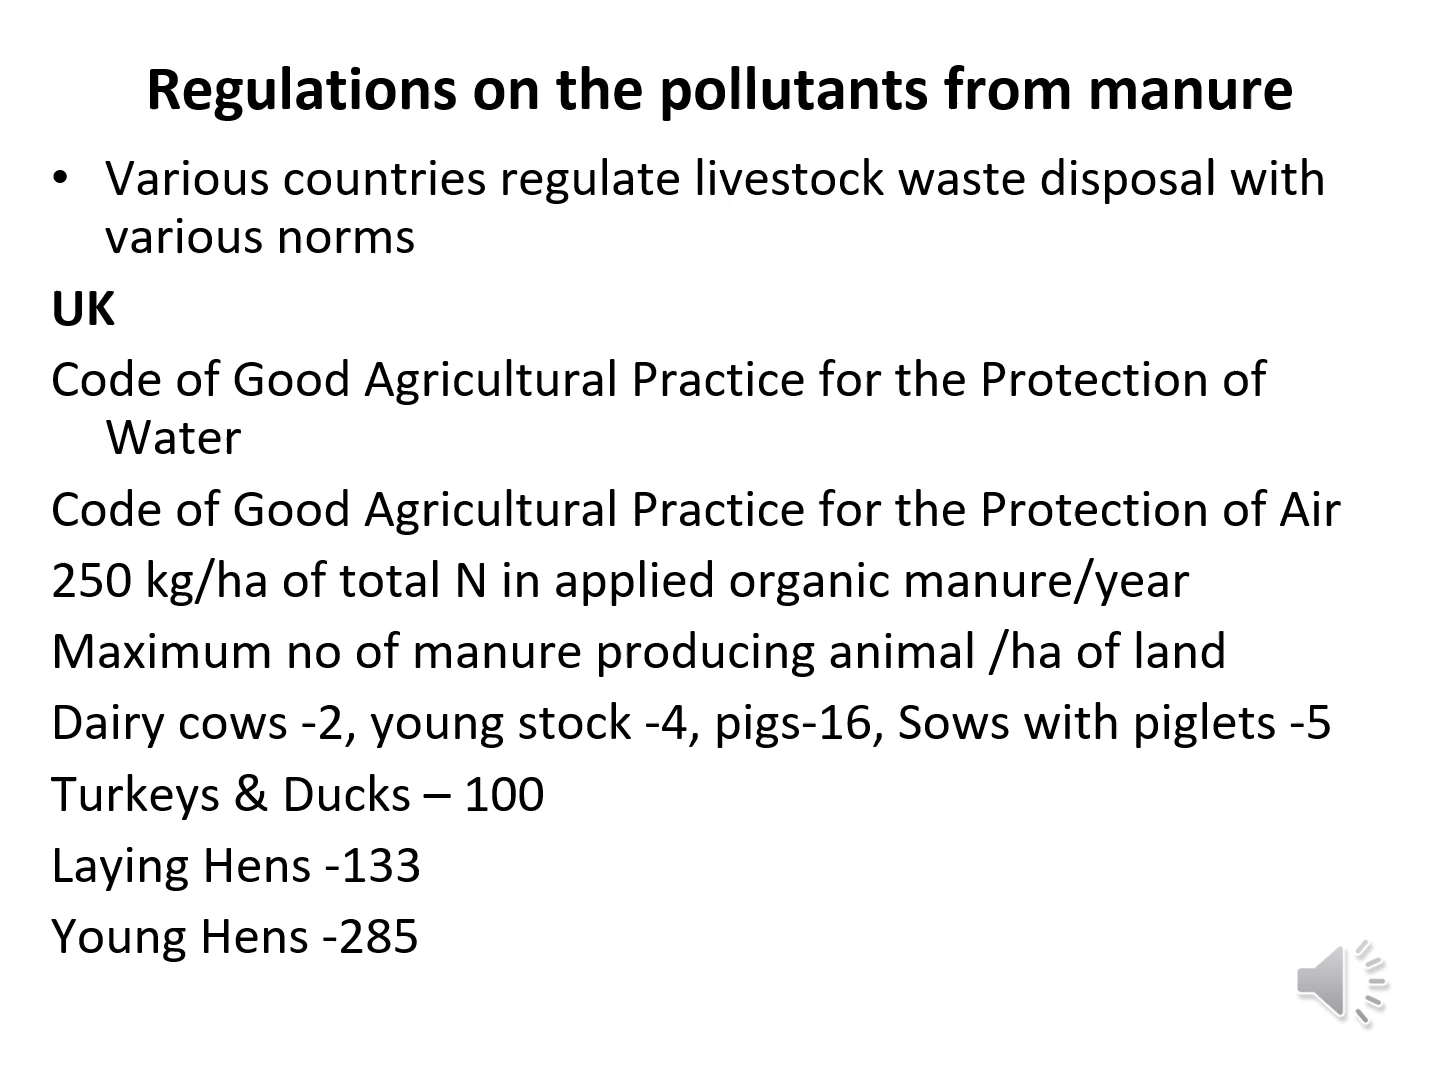 Regulations on the pollutants from manure
• Various countries regulate livestock waste disposal with
various norms
UK
Code of Good Agricultural Practice for the Protection of
Water
Code of Good Agricultural Practice for the Protection of Air
250 kg/ha of total N in applied organic manure/year
Maximum no of manure producing animal /ha of land
Dairy cows -2, young stock -4, pigs-16, Sows with piglets -5
Turkeys & Ducks – 100
Laying Hens -133
Young Hens -285